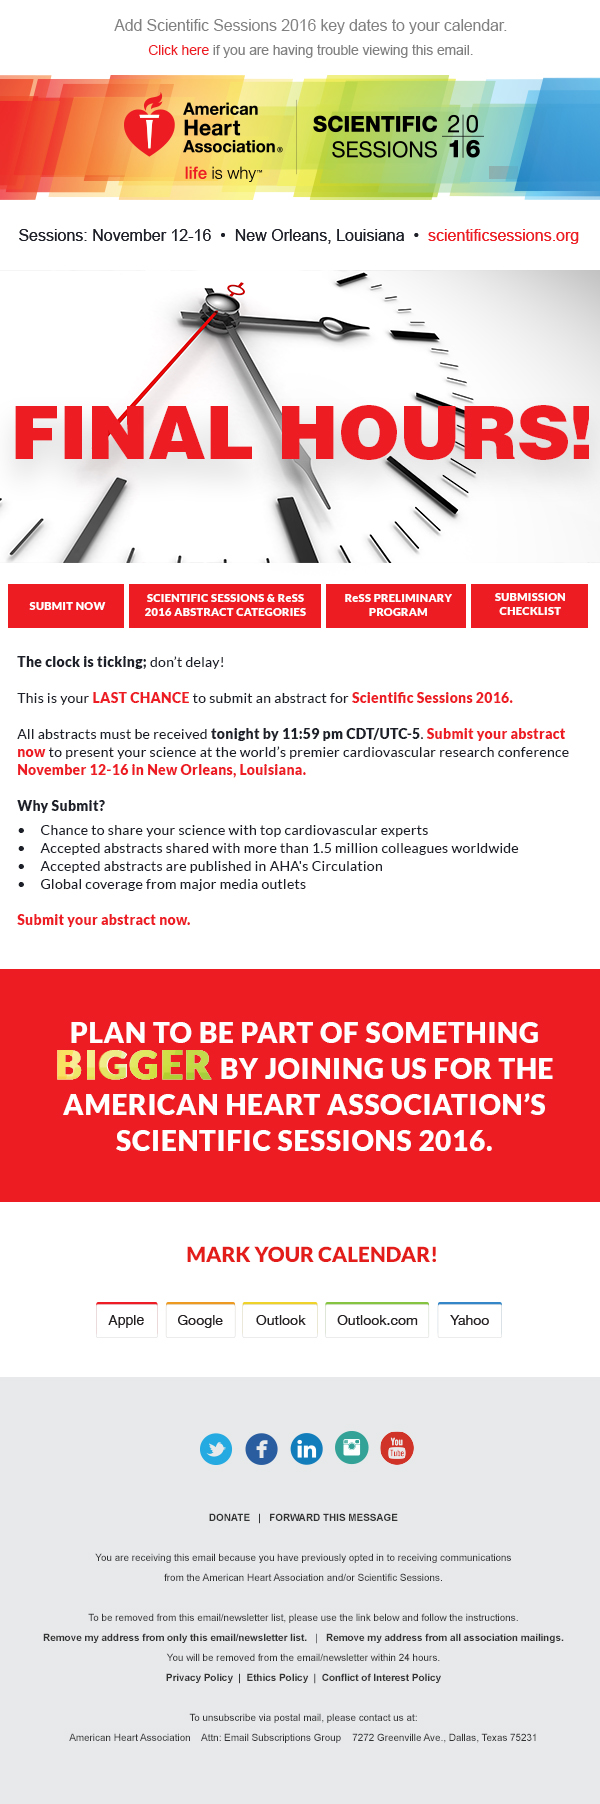 Add Scientific Sessions 2016 key dates to your calendar.
Click here if you are having trouble viewing this email.
American
Heart
Association®
life is why™
SCIENTIFIC
SESSIONS
20
16
Sessions: November 12-16 • New Orleans, Louisiana • scientificsessions.org
FINAL HOURS!
SUBMIT NOW
SCIENTIFIC SESSIONS & ReSS
2016 ABSTRACT CATEGORIES
ReSS PRELIMINARY
PROGRAM
SUBMISSION
CHECKLIST
The clock is ticking; don't delay!
This is your LAST CHANCE to submit an abstract for Scientific Sessions 2016.
All abstracts must be received tonight by 11:59 pm CDT/UTC-5. Submit your abstract
now to present your science at the world's premier cardiovascular research conference
November 12-16 in New Orleans, Louisiana.
Why Submit?
• Chance to share your science with top cardiovascular experts
• Accepted abstracts shared with more than 1.5 million colleagues worldwide
• Accepted abstracts are published in AHA's Circulation
• Global coverage from major media outlets
Submit your abstract now.
PLAN TO BE PART OF SOMETHING
BIGGER BY JOINING US FOR THE
AMERICAN HEART ASSOCIATION'S
SCIENTIFIC SESSIONS 2016.
MARK YOUR CALENDAR!
Apple Google Outlook Outlook.com Yahoo
in You Tube
DONATE | FORWARD THIS MESSAGE
You are receiving this email because you have previously opted in to receiving communications
from the American Heart Association and/or Scientific Sessions.
To be removed from this email/newsletter list, please use the link below and follow the instructions.
Remove my address from only this email/newsletter list. | Remove my address from all association mailings.
You will be removed from the email/newsletter within 24 hours.
Privacy Policy | Ethics Policy | Conflict of Interest Policy
To unsubscribe via postal mail, please contact us at:
American Heart Association Attn: Email Subscriptions Group 7272 Greenville Ave., Dallas, Texas 75231